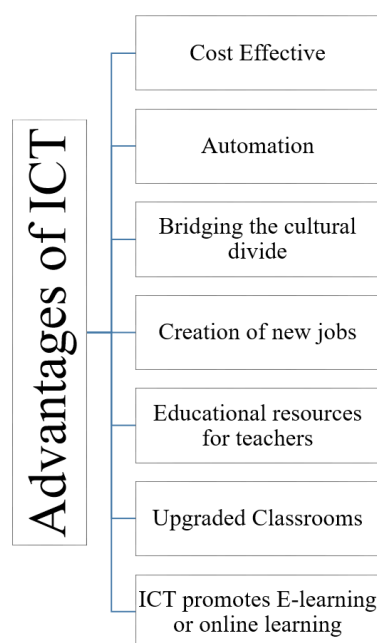 Advantages of ICT
Cost Effective
Automation
Bridging the cultural
divide
Creation of new jobs
Educational resources
for teachers
Upgraded Classrooms
ICT promotes E-learning
or online learning